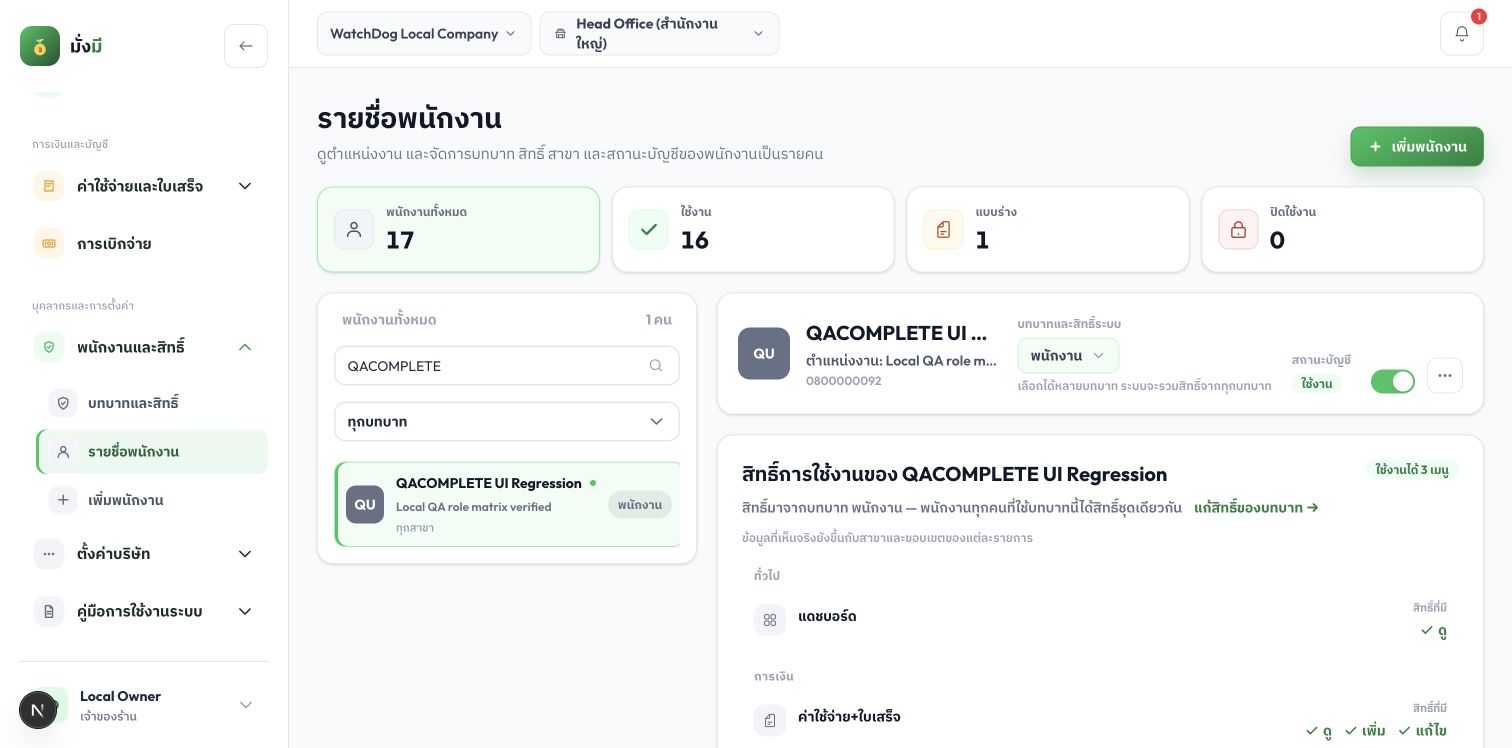 มั่งมี
การเงินและบัญชี
ค่าใช้จ่ายและใบเสร็จ
การเบิกจ่าย
บุคลากรและการตั้งค่า
พนักงานและสิทธิ์
บทบาทและสิทธิ์
รายชื่อพนักงาน
เพิ่มพนักงาน
ตั้งค่าบริษัท
คู่มือการใช้งานระบบ
N
Local Owner
เจ้าของร้าน
WatchDog Local Company
Head Office (สำนักงาน
ใหญ่)
1
รายชื่อพนักงาน
ดูตำแหน่งงาน และจัดการบทบาท สิทธิ์ สาขา และสถานะบัญชีของพนักงานเป็นรายคน
+ เพิ่มพนักงาน
พนักงานทั้งหมด
17
ใช้งาน
16
แบบร่าง
1
ปิดใช้งาน
0
พนักงานทั้งหมด 1 คน
QACOMPLETE
ทุกบทบาท
QU
QACOMPLETE UI Regression
Local QA role matrix verified
ทุกสาขา
พนักงาน
QU
QACOMPLETE UI ...
ตำแหน่งงาน: Local QA role m...
0800000092
บทบาทและสิทธิ์ระบบ
พนักงาน
เลือกได้หลายบทบาท ระบบจะรวมสิทธิ์จากทุกบทบาท
สถานะบัญชี
ใช้งาน
สิทธิ์การใช้งานของ QACOMPLETE UI Regression
ใช้งานได้ 3 เมนู
สิทธิ์มาจากบทบาท พนักงาน — พนักงานทุกคนที่ใช้บทบาทนี้ได้สิทธิ์ชุดเดียวกัน แก้สิทธิ์ของบทบาท →
ข้อมูลที่เห็นจริงยังขึ้นกับสาขาและขอบเขตของแต่ละรายการ
ทั่วไป
แดชบอร์ด
สิทธิ์ที่มี
✓ ดู
การเงิน
ค่าใช้จ่าย+ใบเสร็จ
สิทธิ์ที่มี
✓ ดู ✓ เพิ่ม ✓ แก้ไข